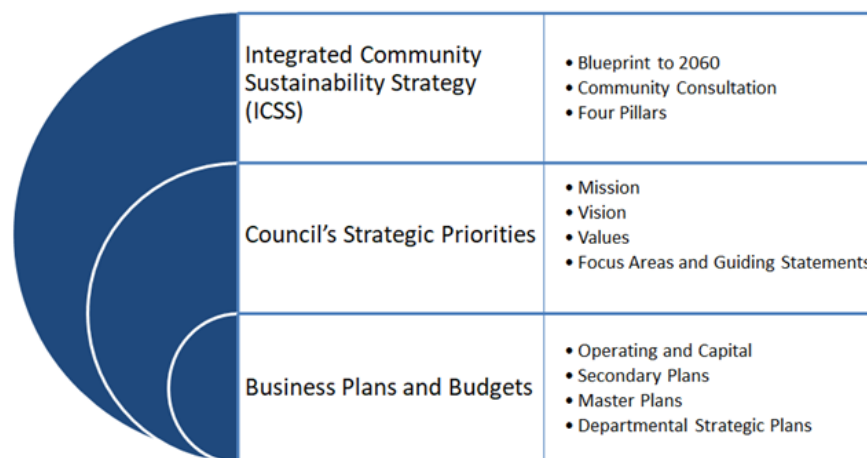 Integrated Community
Sustainability Strategy
(ICSS)
• Blueprint to 2060
• Community Consultation
• Four Pillars
Council's Strategic Priorities
• Mission
• Vision
• Values
• Focus Areas and Guiding Statements
Business Plans and Budgets
• Operating and Capital
• Secondary Plans
• Master Plans
• Departmental Strategic Plans